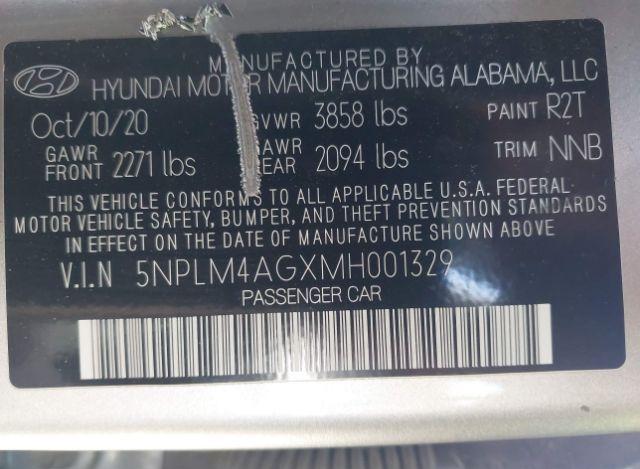 MANUFACTURED BY
HYUNDAI MOTOR MANUFACTURING ALABAMA, LLC
Oct/10/20 GVWR 3858 lbs PAINT R2T
GAWR FRONT 2271 lbs GAWR REAR 2094 lbs TRIM NNB
THIS VEHICLE CONFORMS TO ALL APPLICABLE U.S.A. FEDERAL
MOTOR VEHICLE SAFETY, BUMPER, AND THEFT PREVENTION STANDARDS
IN EFFECT ON THE DATE OF MANUFACTURE SHOWN ABOVE.
V.I.N 5NPLM4AGXMH001329
PASSENGER CAR